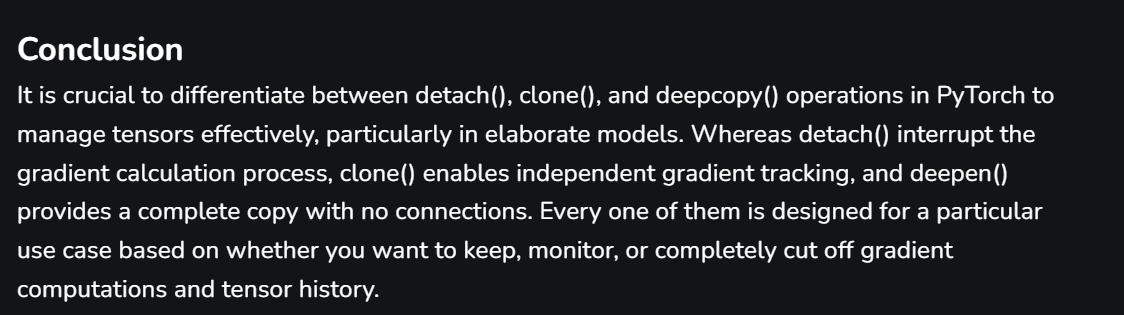 Conclusion
It is crucial to differentiate between detach(), clone(), and deepcopy() operations in PyTorch to
manage tensors effectively, particularly in elaborate models. Whereas detach() interrupt the
gradient calculation process, clone() enables independent gradient tracking, and deepen()
provides a complete copy with no connections. Every one of them is designed for a particular
use case based on whether you want to keep, monitor, or completely cut off gradient
computations and tensor history.